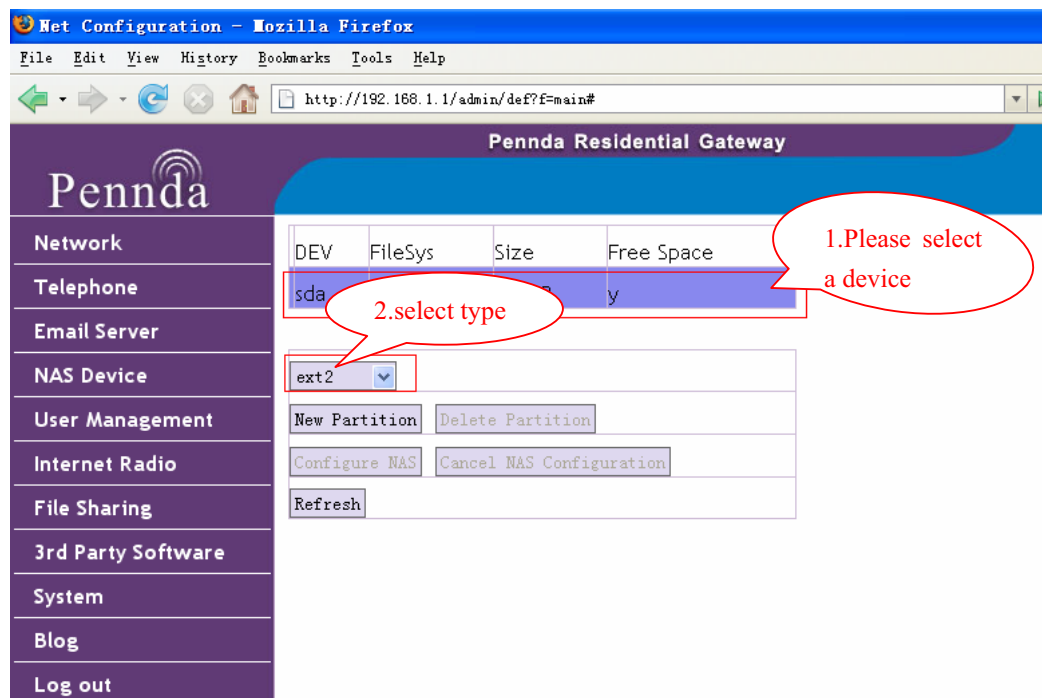 Net Configuration - Mozilla Firefox
File Edit View History Bookmarks Tools Help
http://192.168.1.1/admin/def?f=main#
Pennda Residential Gateway
Pennda
Network
Telephone
Email Server
NAS Device
User Management
Internet Radio
File Sharing
3rd Party Software
System
Blog
Log out
DEV FileSys Size Free Space
sda y
1.Please select
a device
2.select type
ext2
New Partition Delete Partition
Configure NAS Cancel NAS Configuration
Refresh